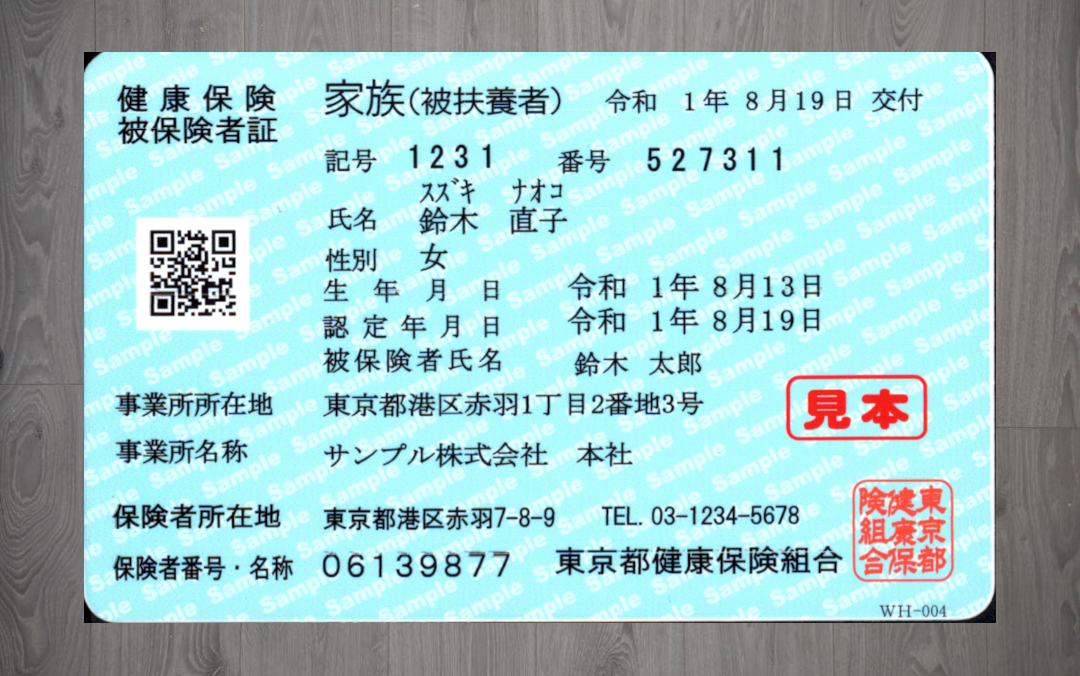 健康保険 家族(被扶養者) 令和 1年 8月19日 交付
被保険者証
記号 1231 番号 527311
スズキ ナオコ
氏名 鈴木 直子
性別 女
生年月日 令和 1年 8月13日
認定年月日 令和 1年 8月19日
被保険者氏名 鈴木 太郎
事業所所在地 東京都港区赤羽1丁目2番地3号
見本
事業所名称 サンプル株式会社 本社
保険者所在地 東京都港区赤羽7-8-9 TEL. 03-1234-5678
保険者番号・名称 06139877 東京都健康保険組合
東京都
健康保
険組合
WH-004
Sample